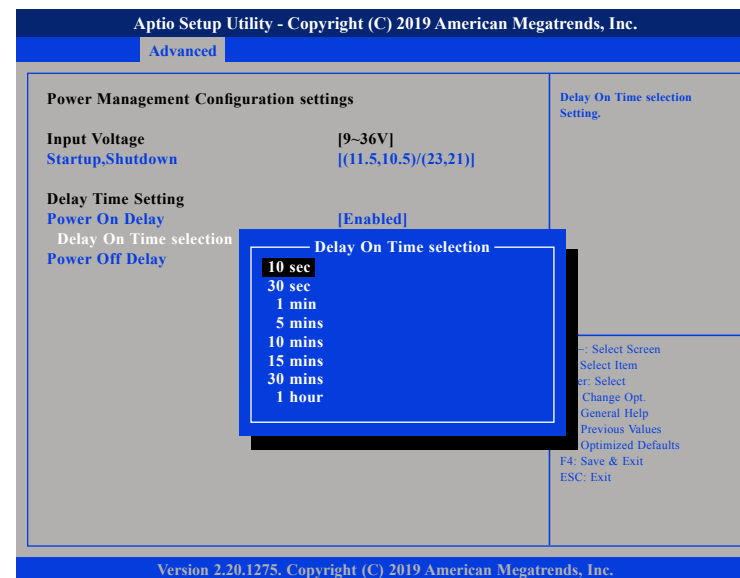 Aptio Setup Utility - Copyright (C) 2019 American Megatrends, Inc.
Advanced
Power Management Configuration settings
Input Voltage [9~36V]
Startup,Shutdown [(11.5,10.5)/(23,21)]
Delay Time Setting
Power On Delay [Enabled]
Delay On Time selection
Power Off Delay
Delay On Time selection
10 sec
30 sec
1 min
5 mins
10 mins
15 mins
30 mins
1 hour
Delay On Time selection
Setting.
: Select Screen
Select Item
: Select
Change Opt.
General Help
Previous Values
Optimized Defaults
F4: Save & Exit
ESC: Exit
Version 2.20.1275. Copyright (C) 2019 American Megatrends, Inc.